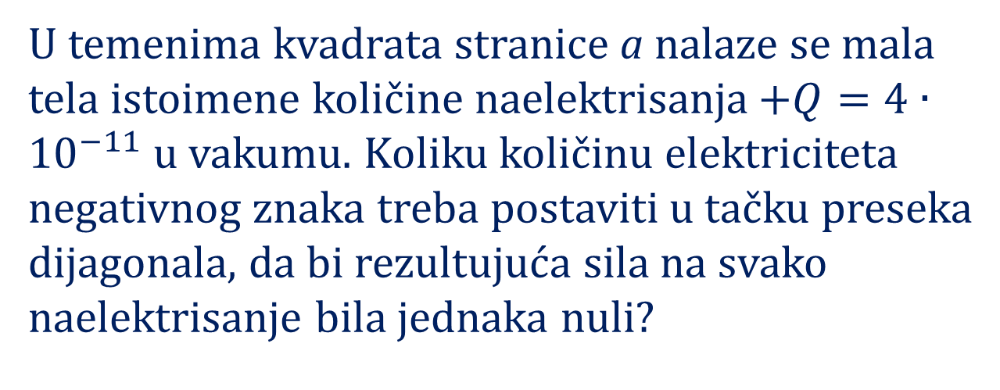 U temenima kvadrata stranice a nalaze se mala
tela istoimene količine naelektrisanja +Q = 4 ·
10⁻¹¹ u vakumu. Koliku količinu elektriciteta
negativnog znaka treba postaviti u tačku preseka
dijagonala, da bi rezultujuća sila na svako
naelektrisanje bila jednaka nuli?